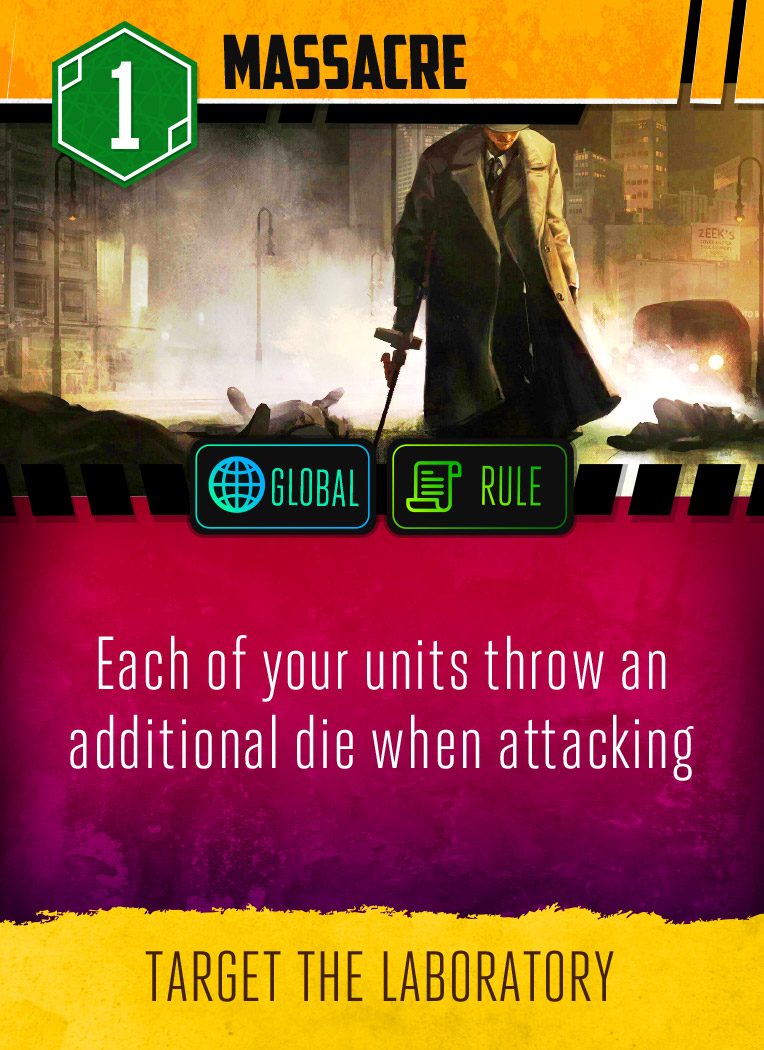 1
MASSACRE
ZEEK'S
GLOBAL
RULE
Each of your units throw an
additional die when attacking
TARGET THE LABORATORY